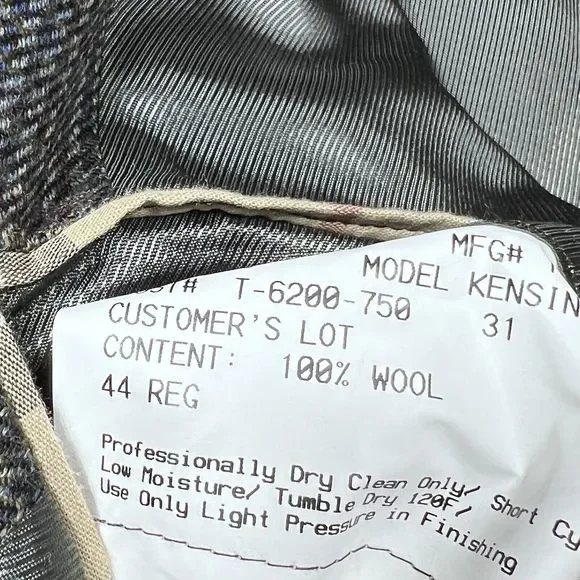 MFG#
MODEL KENSIN
T-6200-750
CUSTOMER'S LOT 31
CONTENT: 100% WOOL
44 REG
Professionally Dry Clean Only/ Short Cy
Low Moisture/ Tumble Dry 120F/
Use Only Light Pressure in Finishing